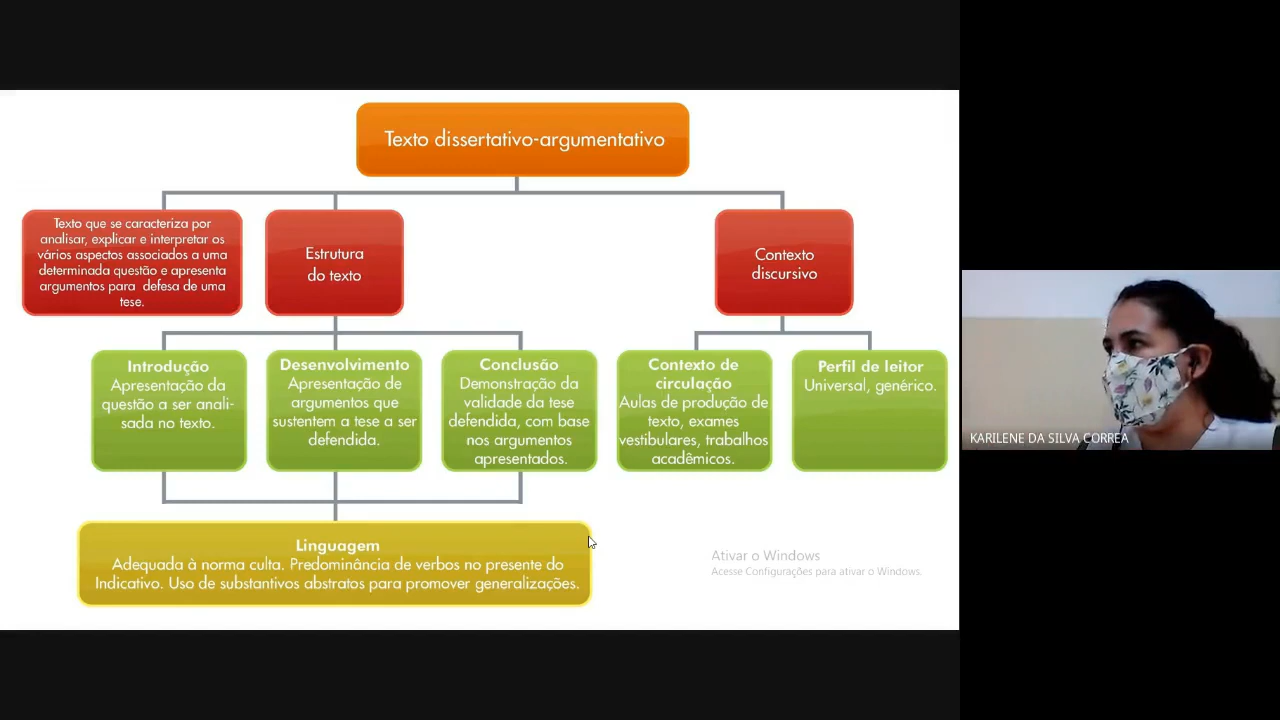 Texto dissertativo-argumentativo
Texto que se caracteriza por
analisar, explicar e interpretar os
vários aspectos associados a uma
determinada questão e apresenta
argumentos para defesa de uma
tese.
Estrutura
do texto
Contexto
discursivo
Introdução
Apresentação da
questão a ser anali-
sada no texto.
Desenvolvimento
Apresentação de
argumentos que
sustentem a tese a ser
defendida.
Conclusão
Demonstração da
validade da tese
defendida, com base
nos argumentos
apresentados.
Contexto de
circulação
Aulas de produção de
texto, exames
vestibulares, trabalhos
acadêmicos.
Perfil de leitor
Universal, genérico.
KARILENE DA SILVA CORREA
Linguagem
Adequada à norma culta. Predominância de verbos no presente do
Indicativo. Uso de substantivos abstratos para promover generalizações.
Ativar o Windows
Acesse Configurações para ativar o Windows.